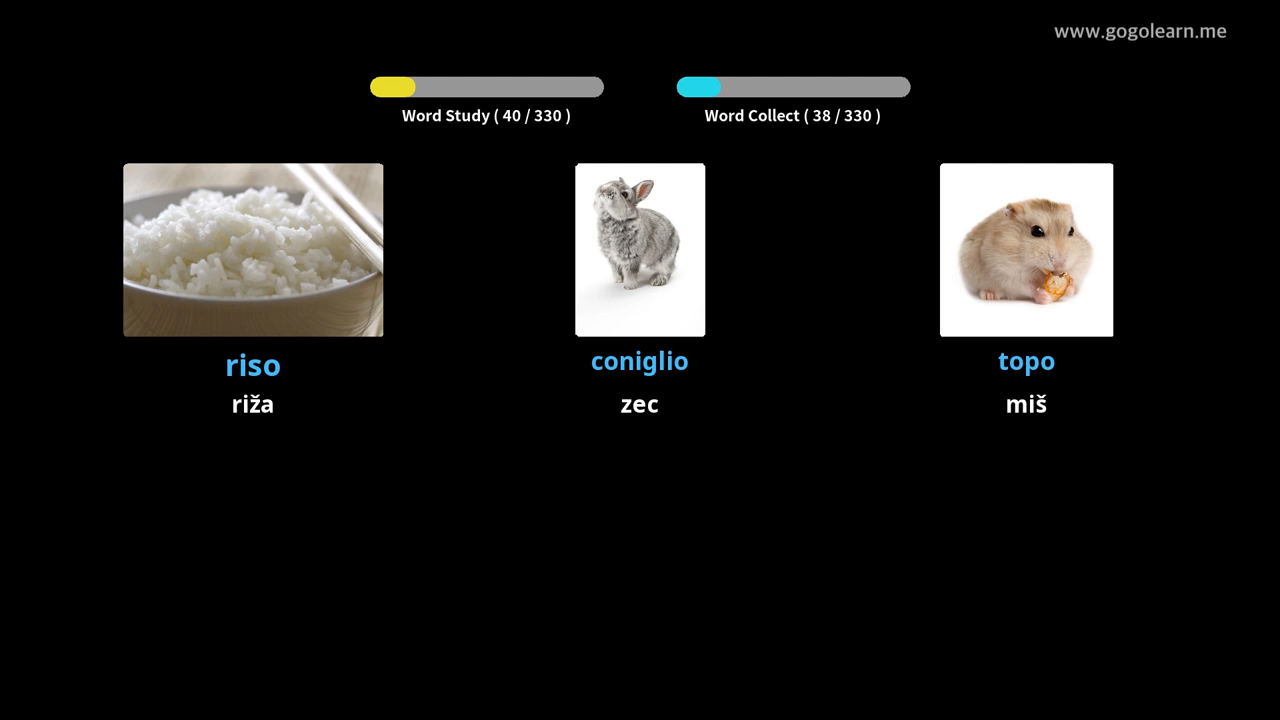 www.gogolearn.me
Word Study ( 40 / 330 )
Word Collect ( 38 / 330 )
riso
coniglio
topo
riža
zec
miš